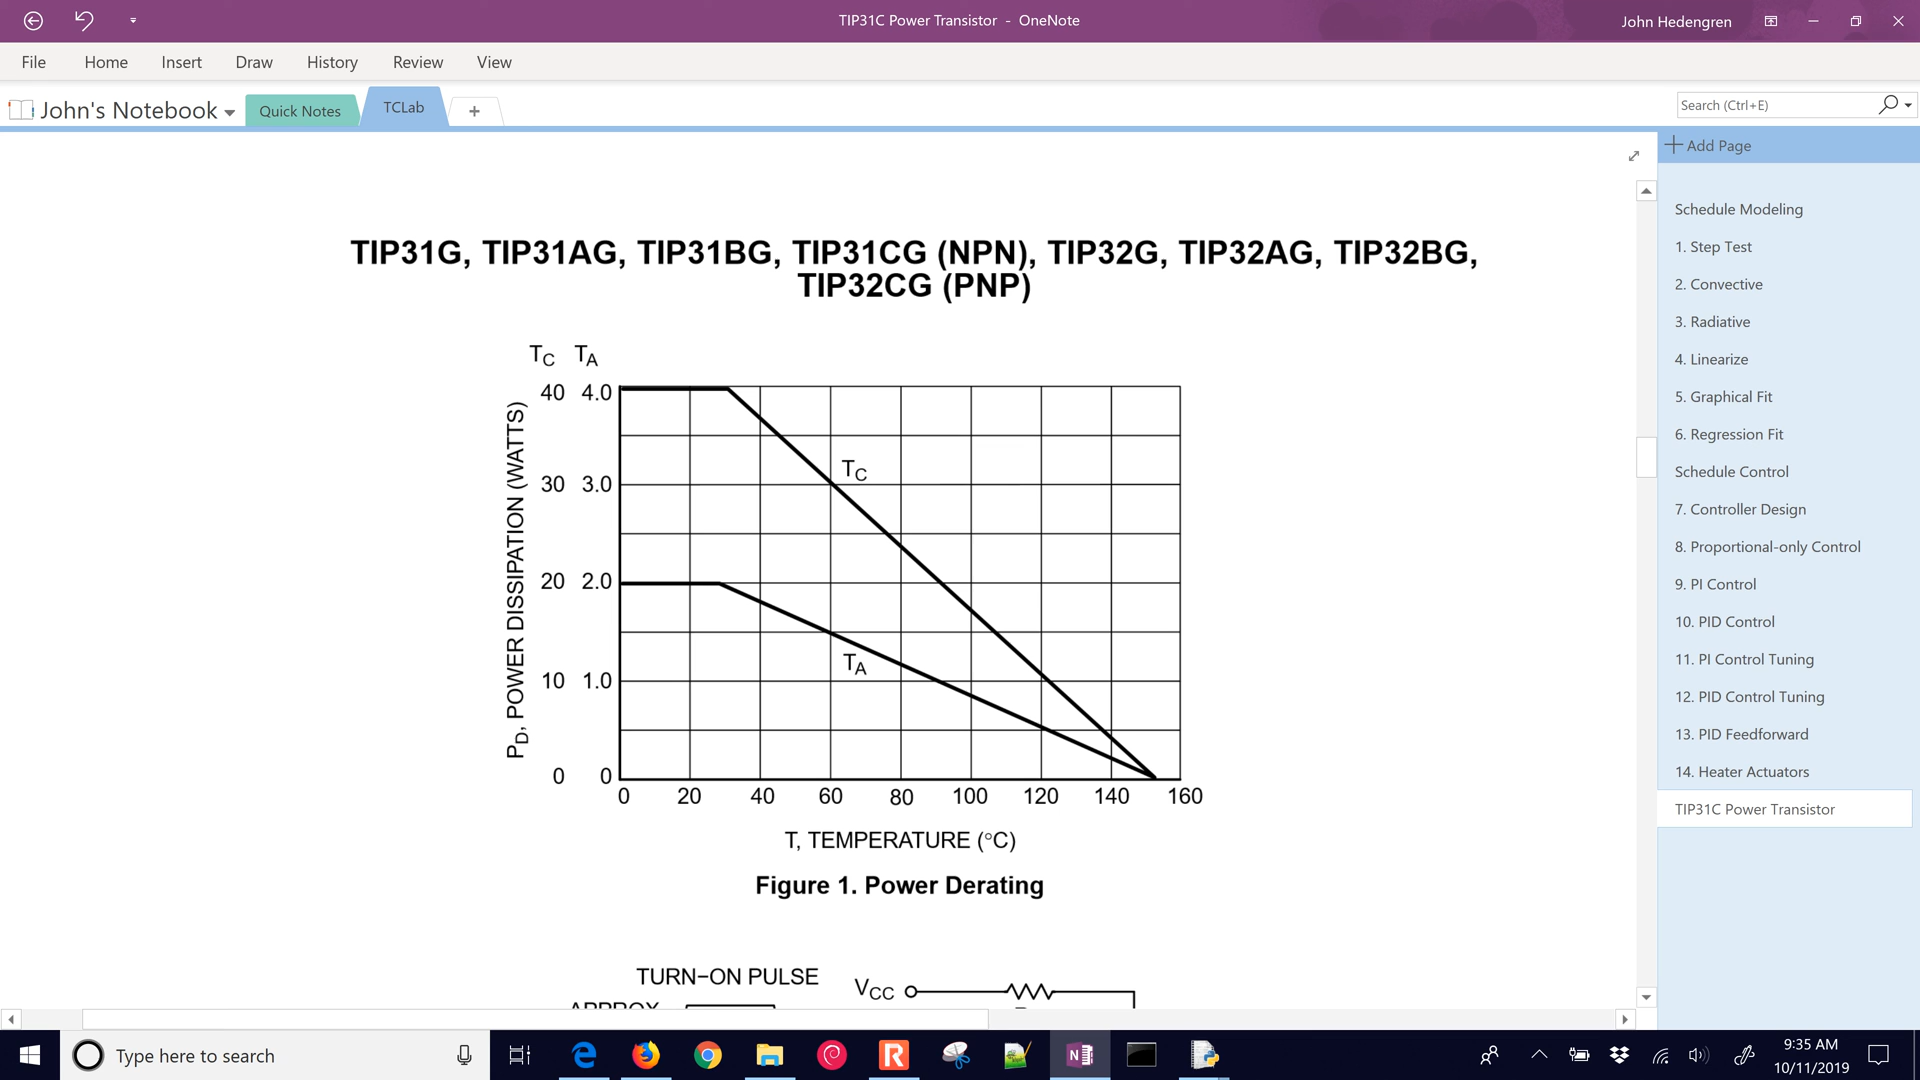 TIP31C Power Transistor - OneNote
John Hedengren
File Home Insert Draw History Review View
John's Notebook
Quick Notes
TCLab
Search (Ctrl+E)
Add Page
Schedule Modeling
1. Step Test
2. Convective
3. Radiative
4. Linearize
5. Graphical Fit
6. Regression Fit
Schedule Control
7. Controller Design
8. Proportional-only Control
9. PI Control
10. PID Control
11. PI Control Tuning
12. PID Control Tuning
13. PID Feedforward
14. Heater Actuators
TIP31C Power Transistor
TIP31G, TIP31AG, TIP31BG, TIP31CG (NPN), TIP32G, TIP32AG, TIP32BG,
TIP32CG (PNP)
TC TA
40 4.0
30 3.0
20 2.0
10 1.0
0 0
PD, POWER DISSIPATION (WATTS)
TC
TA
0 20 40 60 80 100 120 140 160
T, TEMPERATURE (°C)
Figure 1. Power Derating
TURN−ON PULSE
VCC
APPROX
Type here to search
9:35 AM
10/11/2019